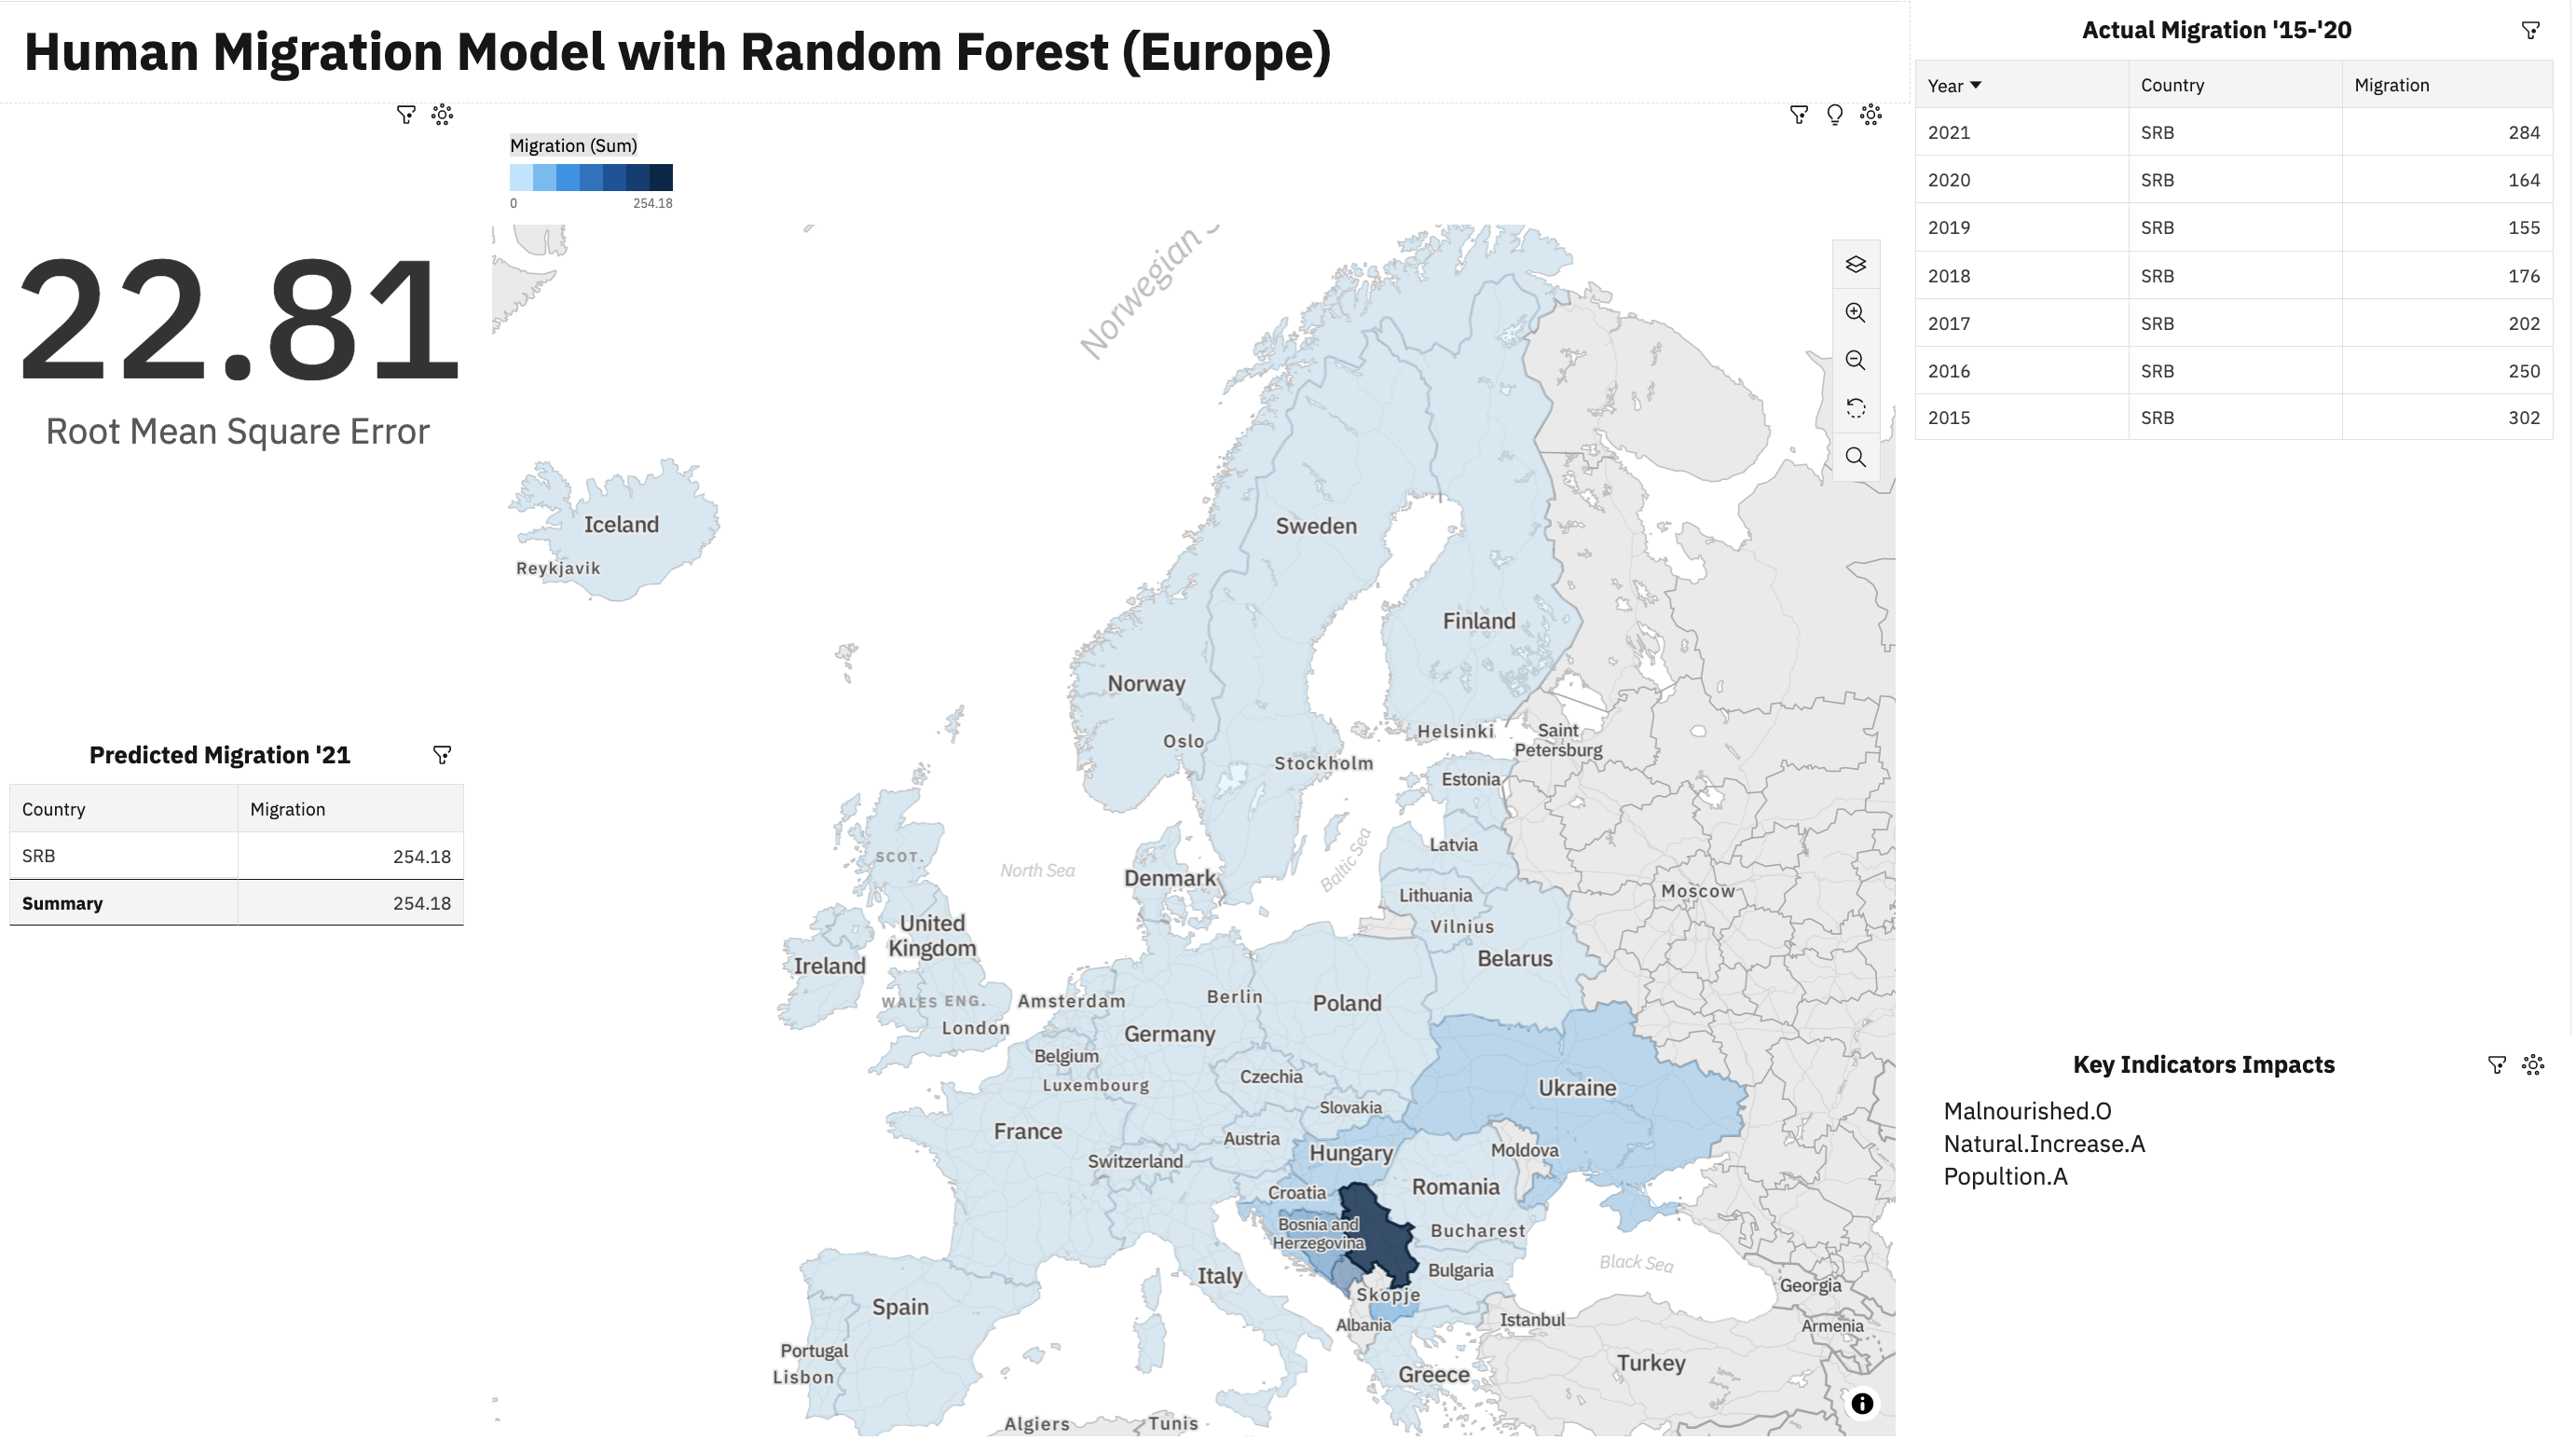 Human Migration Model with Random Forest (Europe)
22.81
Root Mean Square Error
Predicted Migration '21
Country Migration
SRB 254.18
Summary 254.18
Migration (Sum)
0 254.18
Norwegian
Iceland
Reykjavik
Sweden
Finland
Norway
Oslo
Helsinki
Saint
Petersburg
Stockholm
Estonia
SCOT.
North Sea
Baltic Sea
Latvia
Denmark
Lithuania
Moscow
Vilnius
United
Kingdom
Ireland
Belarus
WALES ENG.
Amsterdam
Berlin
Poland
London
Germany
Belgium
Luxembourg
Czechia
Ukraine
Slovakia
France
Austria
Switzerland
Hungary
Moldova
Croatia
Romania
Bosnia and
Herzegovina
Bucharest
Black Sea
Italy
Bulgaria
Georgia
Spain
Skopje
Albania
Istanbul
Armenia
Portugal
Lisbon
Turkey
Greece
Algiers
Tunis
Actual Migration '15-'20
Year Country Migration
2021 SRB 284
2020 SRB 164
2019 SRB 155
2018 SRB 176
2017 SRB 202
2016 SRB 250
2015 SRB 302
Key Indicators Impacts
Malnourished.O
Natural.Increase.A
Popultion.A